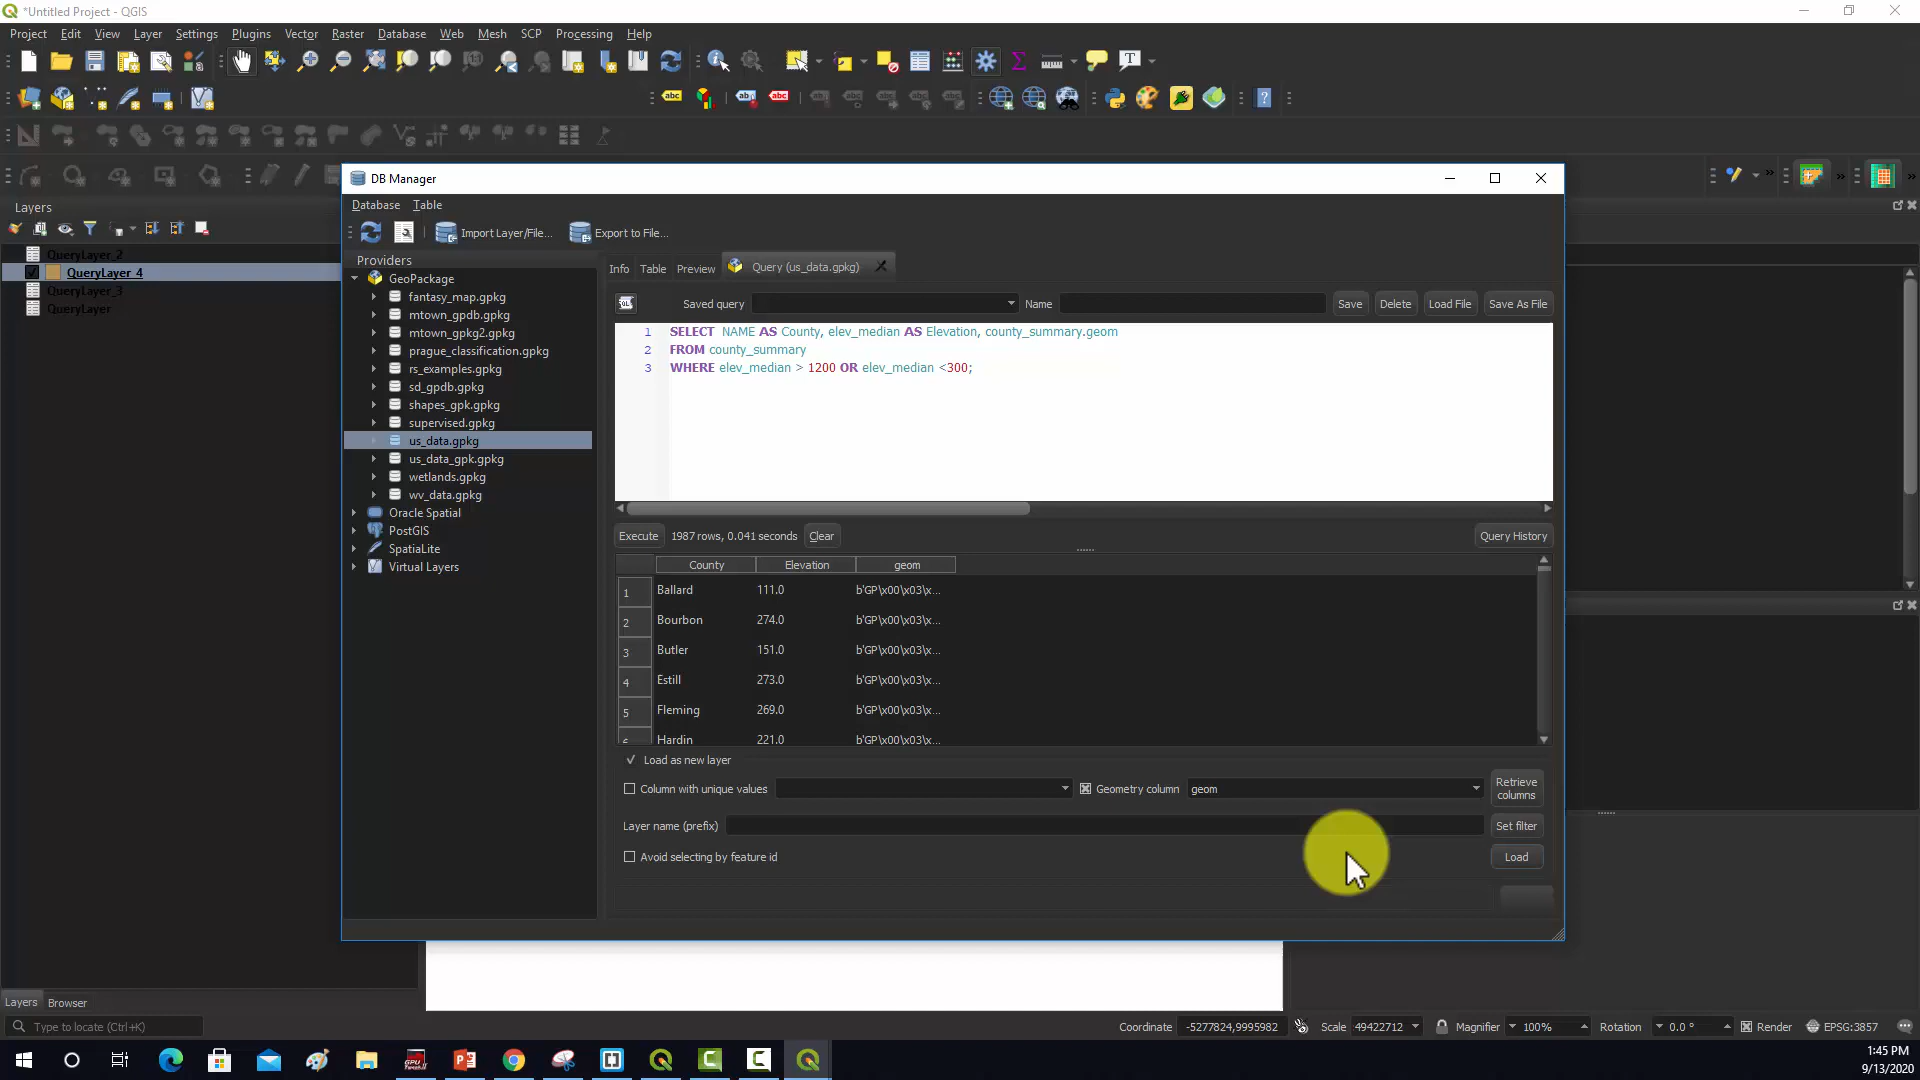 *Untitled Project - QGIS
Project Edit View Layer Settings Plugins Vector Raster Database Web Mesh SCP Processing Help
Layers
QueryLayer_2
QueryLayer_4
QueryLayer_3
QueryLayer
DB Manager
Database Table
Import Layer/File... Export to File...
Providers
GeoPackage
fantasy_map.gpkg
mtown_gpdb.gpkg
mtown_gpkg2.gpkg
prague_classification.gpkg
rs_examples.gpkg
sd_gpdb.gpkg
shapes_gpk.gpkg
supervised.gpkg
us_data.gpkg
us_data_gpk.gpkg
wetlands.gpkg
wv_data.gpkg
Oracle Spatial
PostGIS
SpatiaLite
Virtual Layers
Info Table Preview Query (us_data.gpkg)
Saved query Name Save Delete Load File Save As File
1 SELECT NAME AS County, elev_median AS Elevation, county_summary.geom
2 FROM county_summary
3 WHERE elev_median > 1200 OR elev_median <300;
Execute 1987 rows, 0.041 seconds Clear Query History
County Elevation geom
1 Ballard 111.0 b'GP\x00\x03\x...
2 Bourbon 274.0 b'GP\x00\x03\x...
3 Butler 151.0 b'GP\x00\x03\x...
4 Estill 273.0 b'GP\x00\x03\x...
5 Fleming 269.0 b'GP\x00\x03\x...
6 Hardin 221.0 b'GP\x00\x03\x...
Load as new layer
Column with unique values Geometry column geom Retrieve columns
Layer name (prefix) Set filter
Avoid selecting by feature id Load
Layers Browser
Type to locate (Ctrl+K) Coordinate -5277824,9995982 Scale 49422712 Magnifier 100% Rotation 0.0 ° Render EPSG:3857
1:45 PM
9/13/2020